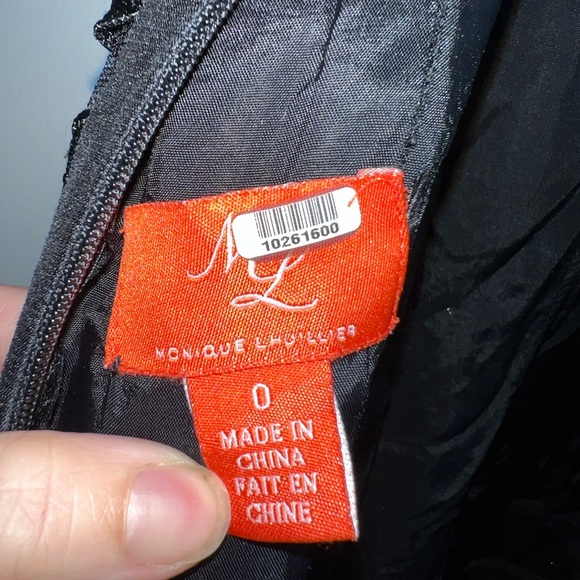 ML
10261600
MONIQUE LHUILLIER
0
MADE IN
CHINA
FAIT EN
CHINE